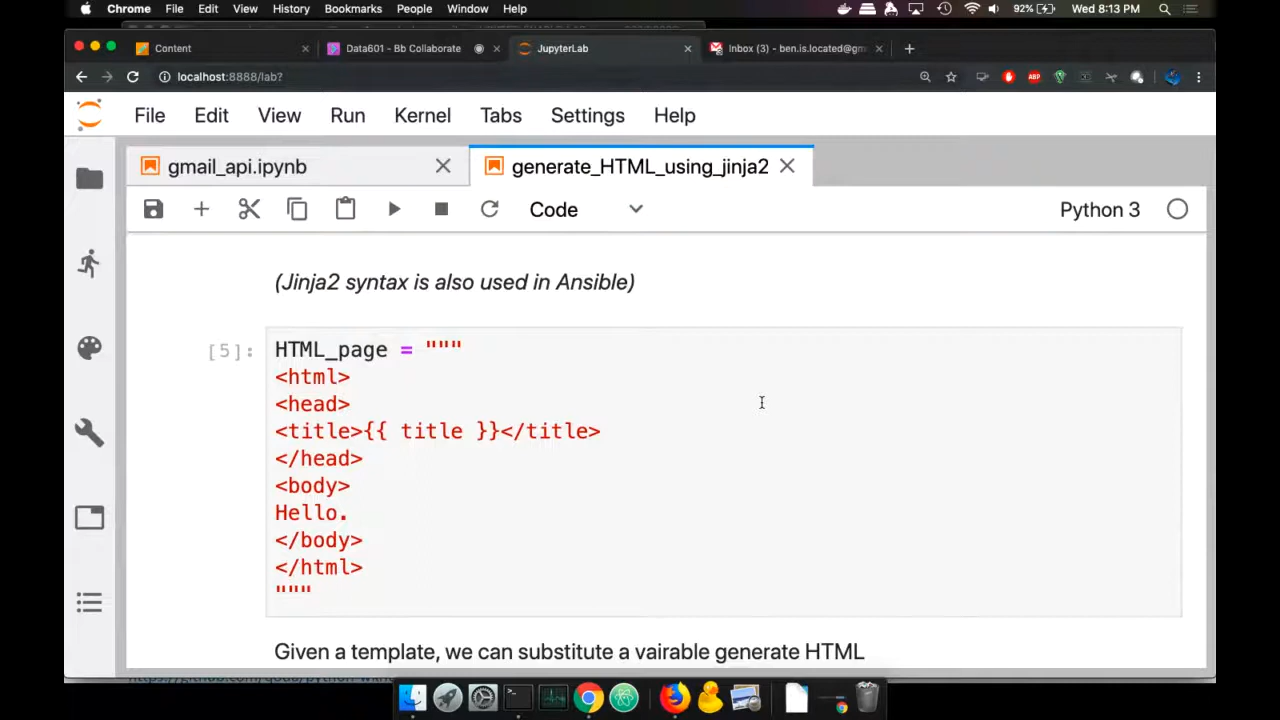 Chrome File Edit View History Bookmarks People Window Help 92% Wed 8:13 PM
Content Data601 - Bb Collaborate JupyterLab Inbox (3) - ben.is.located@gm
localhost:8888/lab?
File Edit View Run Kernel Tabs Settings Help
gmail_api.ipynb generate_HTML_using_jinja2
Code Python 3
(Jinja2 syntax is also used in Ansible)
[5]: HTML_page = """
<html>
<head>
<title>{{ title }}</title>
</head>
<body>
Hello.
</body>
</html>
"""
Given a template, we can substitute a vairable generate HTML